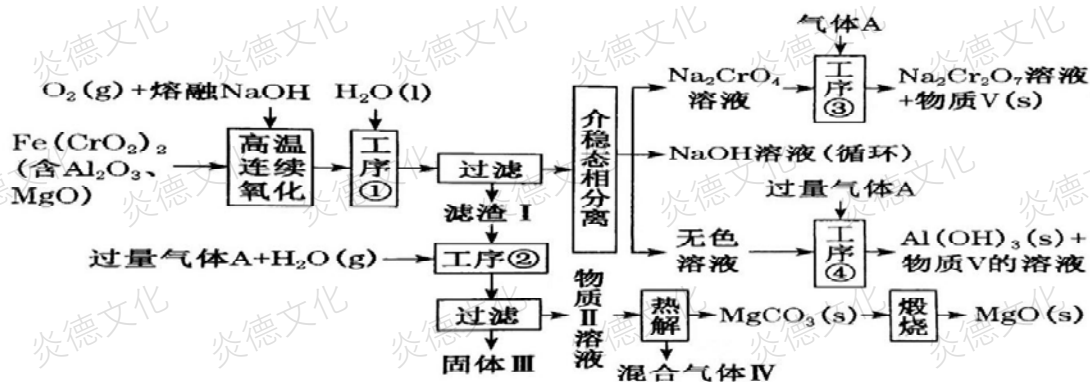 气体A
O₂(g)+熔融NaOH H₂O(l)
Na₂CrO₄
溶液
工序③
Na₂Cr₂O₇溶液
+物质V(s)
Fe(CrO₂)₂
(含Al₂O₃、
MgO)
高温
连续
氧化
工序①
过滤
介稳态相分离
NaOH溶液(循环)
过量气体A
滤渣Ⅰ
过量气体A+H₂O(g)
工序②
无色
溶液
工序④
Al(OH)₃(s)+
物质V的溶液
过滤
物质Ⅱ溶液
热解
MgCO₃(s)
煅烧
MgO(s)
固体Ⅲ
混合气体Ⅳ
炎德文化